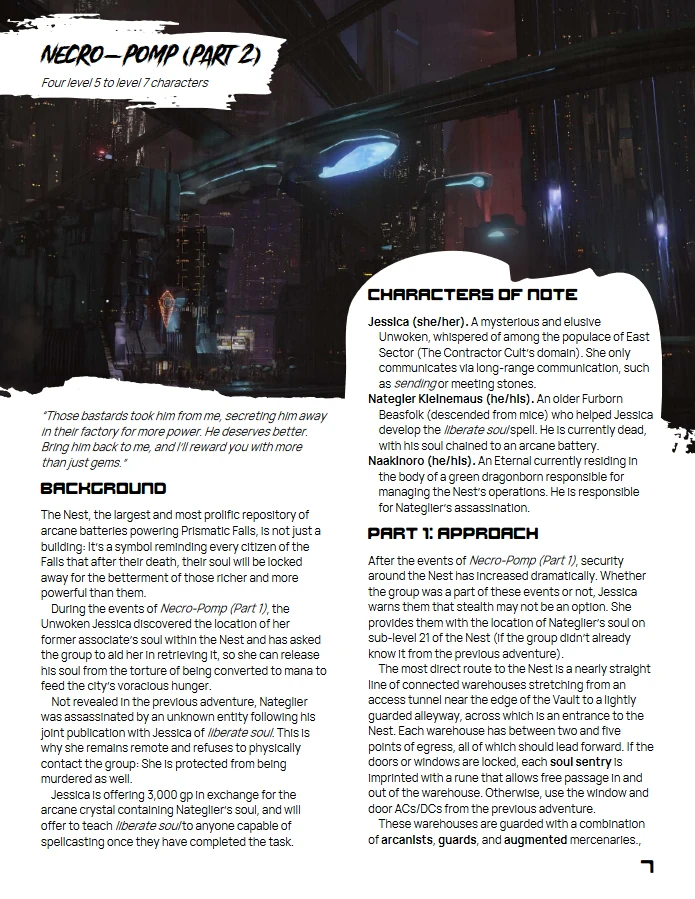 NECRO-POMP (PART 2)
Four level 5 to level 7 characters
"Those bastards took him from me, secreting him away
in their factory for more power. He deserves better.
Bring him back to me, and I'll reward you with more
than just gems."
BACKGROUND
The Nest, the largest and most prolific repository of
arcane batteries powering Prismatic Falls, is not just a
building: it's a symbol reminding every citizen of the
Falls that after their death, their soul will be locked
away for the betterment of those richer and more
powerful than them.
During the events of Necro-Pomp (Part 1), the
Unwoken Jessica discovered the location of her
former associate's soul within the Nest and has asked
the group to aid her in retrieving it, so she can release
his soul from the torture of being converted to mana to
feed the city's voracious hunger.
Not revealed in the previous adventure, Nateglier
was assassinated by an unknown entity following his
joint publication with Jessica of liberate soul. This is
why she remains remote and refuses to physically
contact the group: She is protected from being
murdered as well.
Jessica is offering 3,000 gp in exchange for the
arcane crystal containing Nateglier's soul, and will
offer to teach liberate soul to anyone capable of
spellcasting once they have completed the task.
CHARACTERS OF NOTE
Jessica (she/her). A mysterious and elusive
Unwoken, whispered of among the populace of East
Sector (The Contractor Cult's domain). She only
communicates via long-range communication, such
as sending or meeting stones.
Nategler Kleinemaus (he/his). An older Furborn
Beasfolk (descended from mice) who helped Jessica
develop the liberate soul spell. He is currently dead,
with his soul chained to an arcane battery.
Naakinoro (he/his). An Eternal currently residing in
the body of a green dragonborn responsible for
managing the Nest's operations. He is responsible
for Nateglier's assassination.
PART 1: APPROACH
After the events of Necro-Pomp (Part 1), security
around the Nest has increased dramatically. Whether
the group was a part of these events or not, Jessica
warns them that stealth may not be an option. She
provides them with the location of Nateglier's soul on
sub-level 21 of the Nest (if the group didn't already
know it from the previous adventure).
The most direct route to the Nest is a nearly straight
line of connected warehouses stretching from an
access tunnel near the edge of the Vault to a lightly
guarded alleyway, across which is an entrance to the
Nest. Each warehouse has between two and five
points of egress, all of which should lead forward. If the
doors or windows are locked, each soul sentry is
imprinted with a rune that allows free passage in and
out of the warehouse. Otherwise, use the window and
door ACs/DCs from the previous adventure.
These warehouses are guarded with a combination
of arcanists, guards, and augmented mercenaries.,
7